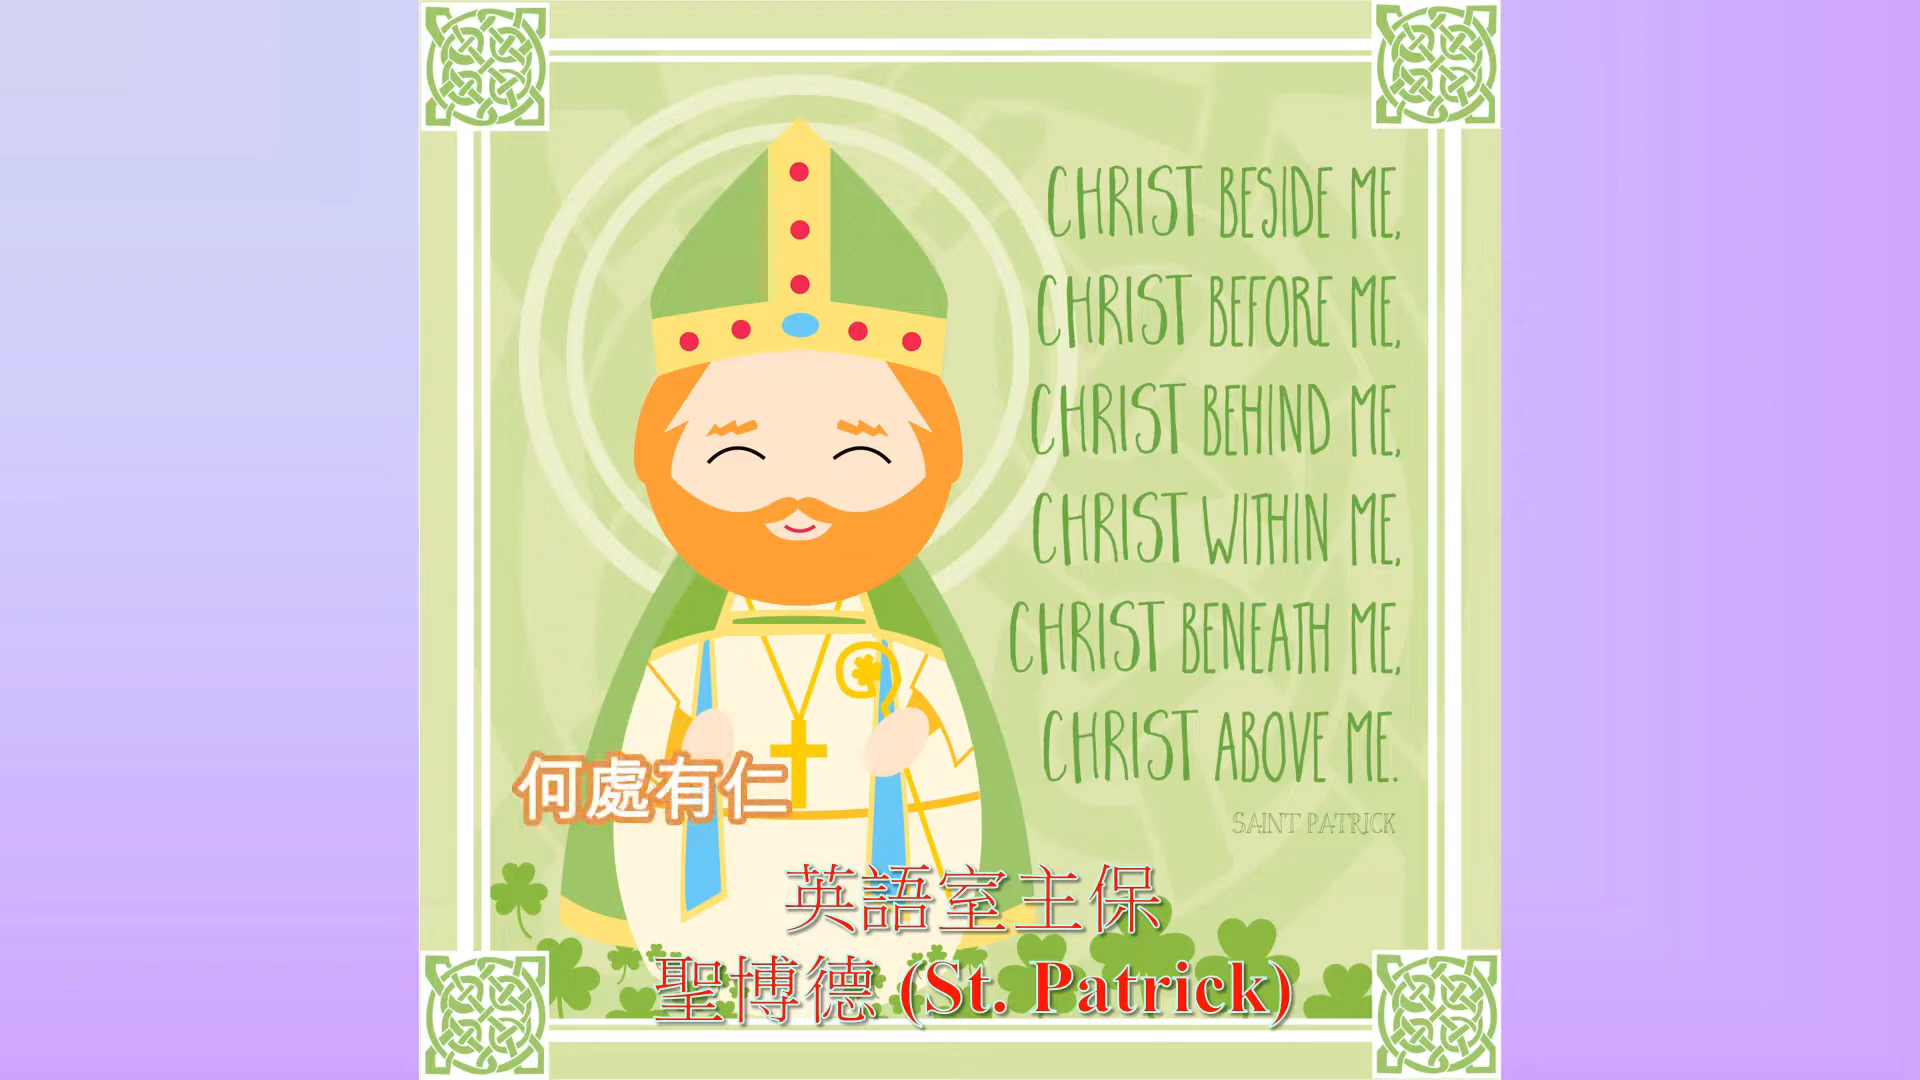 CHRIST BESIDE ME,
CHRIST BEFORE ME,
CHRIST BEHIND ME,
CHRIST WITHIN ME,
CHRIST BENEATH ME,
CHRIST ABOVE ME.
SAINT PATRICK
何處有仁
英語室主保
聖博德 (St. Patrick)